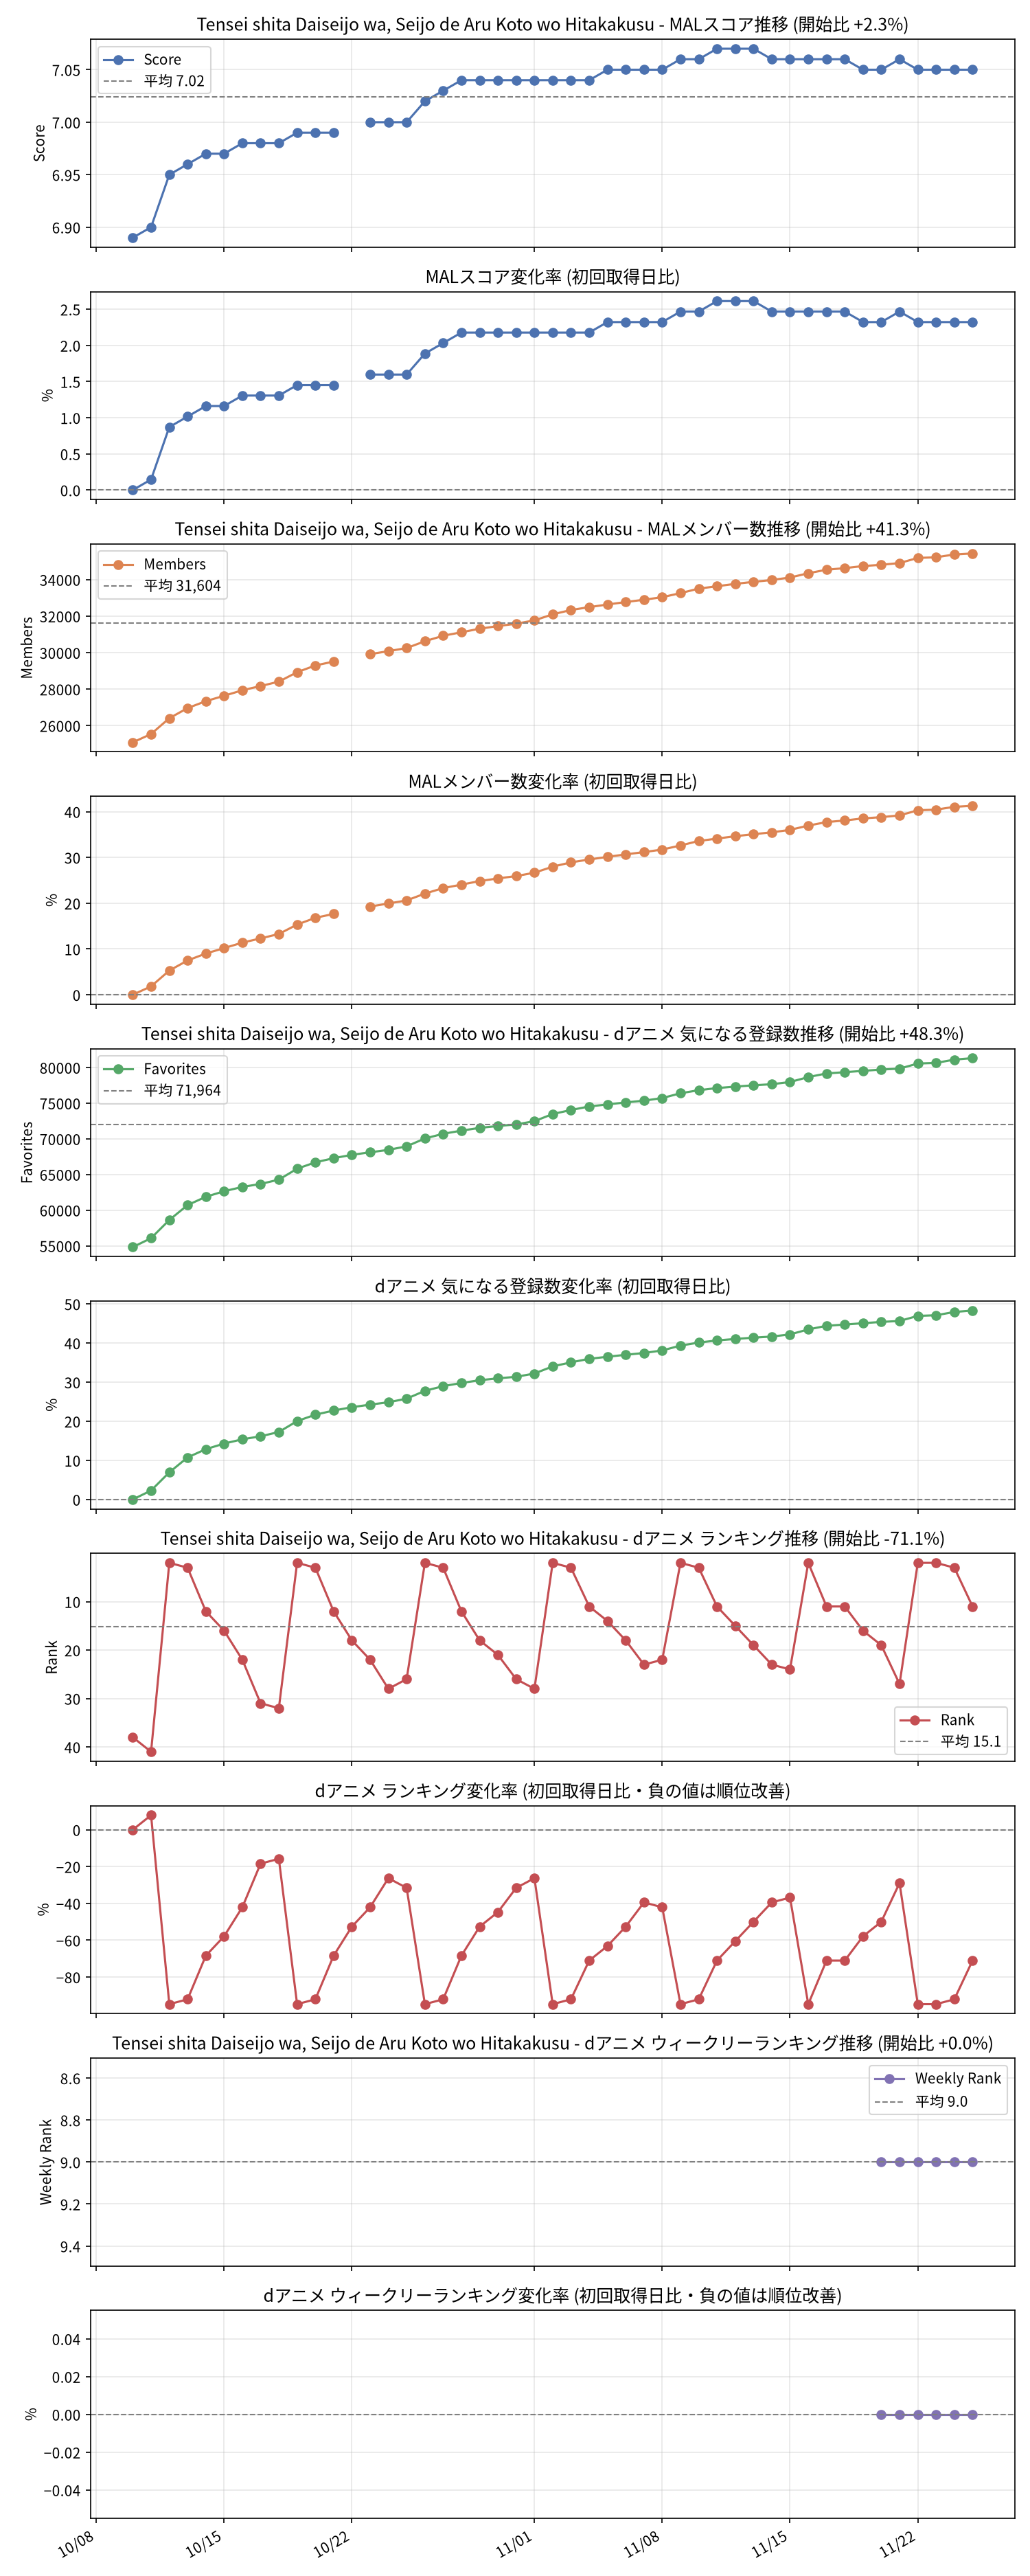 Tensei shita Daiseijo wa, Seijo de Aru Koto wo Hitakakusu - MALスコア推移 (開始比 +2.3%)
Score
平均 7.02
7.05
7.00
6.95
6.90
Score
MALスコア変化率 (初回取得日比)
2.5
2.0
1.5
1.0
0.5
0.0
%
Tensei shita Daiseijo wa, Seijo de Aru Koto wo Hitakakusu - MALメンバー数推移 (開始比 +41.3%)
Members
平均 31,604
34000
32000
30000
28000
26000
Members
MALメンバー数変化率 (初回取得日比)
40
30
20
10
0
%
Tensei shita Daiseijo wa, Seijo de Aru Koto wo Hitakakusu - dアニメ 気になる登録数推移 (開始比 +48.3%)
Favorites
平均 71,964
80000
75000
70000
65000
60000
55000
Favorites
dアニメ 気になる登録数変化率 (初回取得日比)
50
40
30
20
10
0
%
Tensei shita Daiseijo wa, Seijo de Aru Koto wo Hitakakusu - dアニメ ランキング推移 (開始比 -71.1%)
10
20
30
40
Rank
Rank
平均 15.1
dアニメ ランキング変化率 (初回取得日比・負の値は順位改善)
0
−20
−40
−60
−80
%
Tensei shita Daiseijo wa, Seijo de Aru Koto wo Hitakakusu - dアニメ ウィークリーランキング推移 (開始比 +0.0%)
Weekly Rank
平均 9.0
8.6
8.8
9.0
9.2
9.4
Weekly Rank
dアニメ ウィークリーランキング変化率 (初回取得日比・負の値は順位改善)
0.04
0.02
0.00
−0.02
−0.04
%
10/08
10/15
10/22
11/01
11/08
11/15
11/22